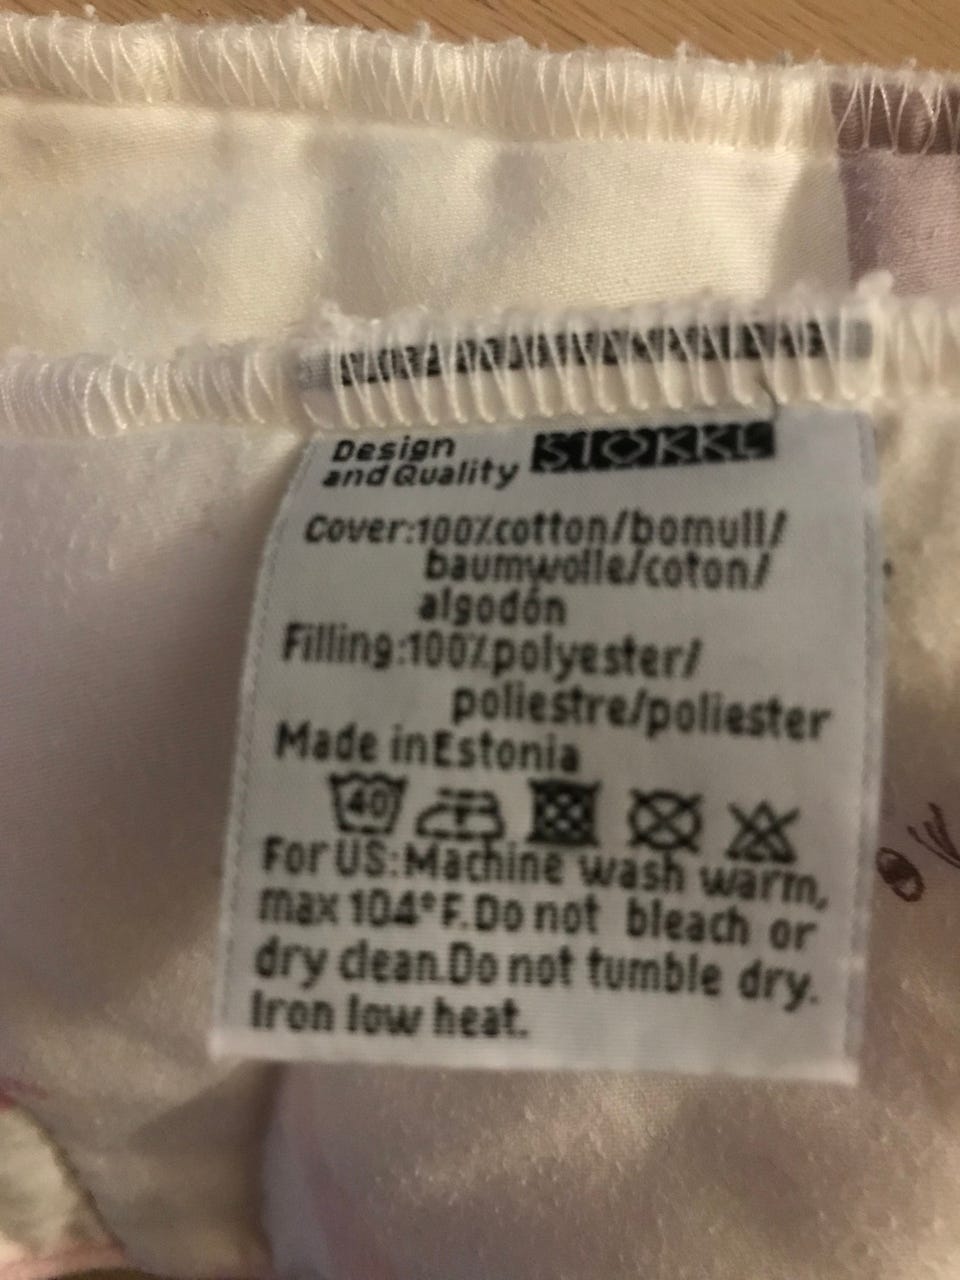 Design
and Quality STOKKE
Cover:100%cotton/bomull/
baumwolle/coton/
algodón
Filling:100%polyester/
poliestre/poliester
Made in Estonia
40
For US:Machine wash warm,
max 104°F.Do not bleach or
dry clean.Do not tumble dry.
Iron low heat.